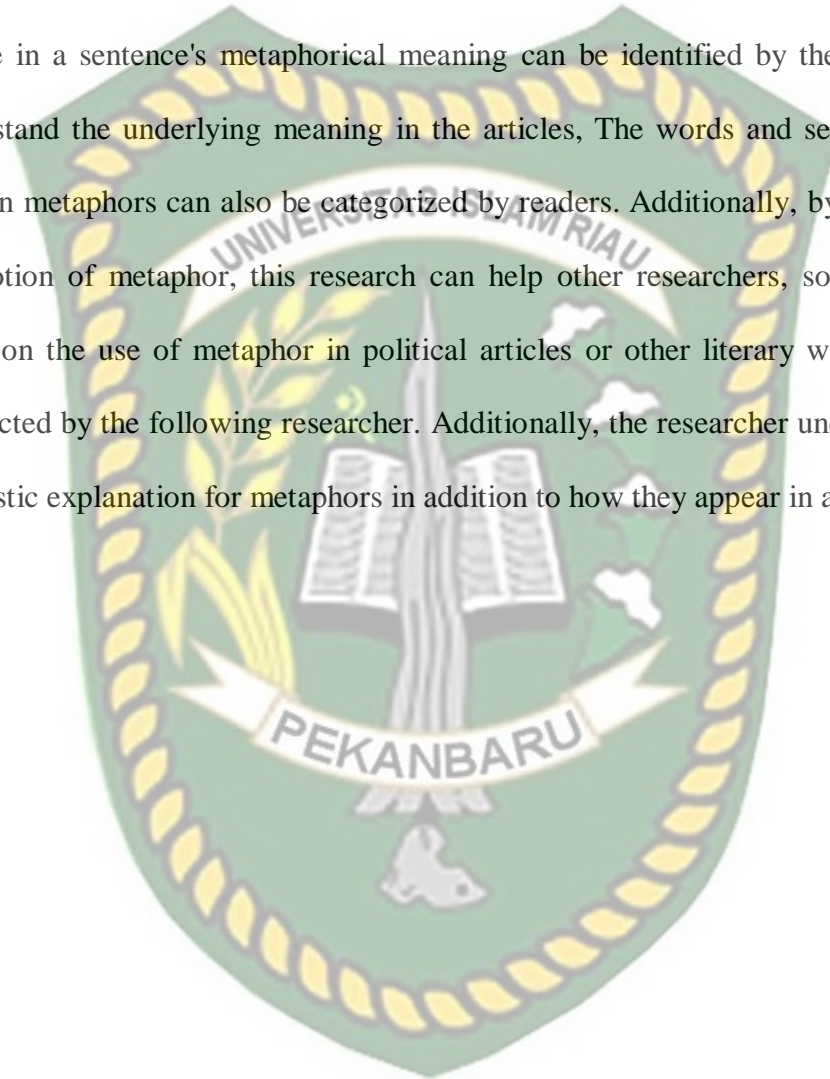 e in a sentence's metaphorical meaning can be identified by the
stand the underlying meaning in the articles, The words and se
n metaphors can also be categorized by readers. Additionally, by
otion of metaphor, this research can help other researchers, so
on the use of metaphor in political articles or other literary w
cted by the following researcher. Additionally, the researcher un
stic explanation for metaphors in addition to how they appear in a
UNIVERSITAS ISLAM RIAU
PEKANBARU